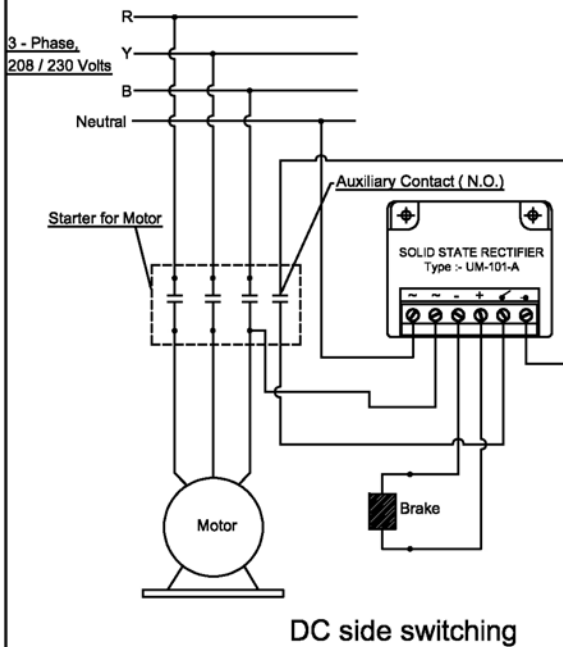 R
3 - Phase,
208 / 230 Volts
Y
B
Neutral
Auxiliary Contact ( N.O.)
Starter for Motor
SOLID STATE RECTIFIER
Type :- UM-101-A
~ ~ - +
Brake
Motor
DC side switching